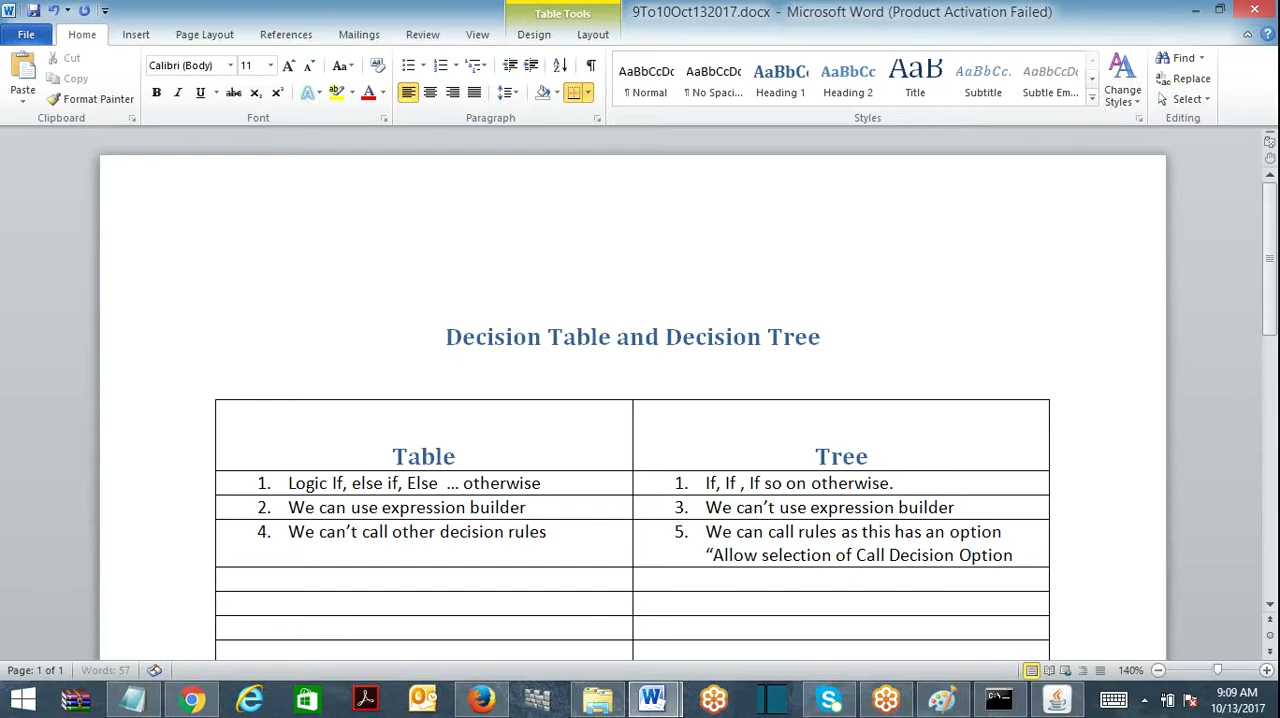 Table Tools
9To10Oct132017.docx - Microsoft Word (Product Activation Failed)
File Home Insert Page Layout References Mailings Review View Design Layout
Paste
Cut
Copy
Format Painter
Clipboard
Calibri (Body) 11
Font
Paragraph
AaBbCcDc AaBbCcDc AaBbCc AaBbCc AaB AaBbCc. AaBbCcDc
¶ Normal ¶ No Spaci... Heading 1 Heading 2 Title Subtitle Subtle Em...
Change Styles
Styles
Find
Replace
Select
Editing
Decision Table and Decision Tree
Table Tree
1. Logic If, else if, Else ... otherwise 1. If, If , If so on otherwise.
2. We can use expression builder 3. We can't use expression builder
4. We can't call other decision rules 5. We can call rules as this has an option
“Allow selection of Call Decision Option
Page: 1 of 1 Words: 57 140%
9:09 AM
10/13/2017